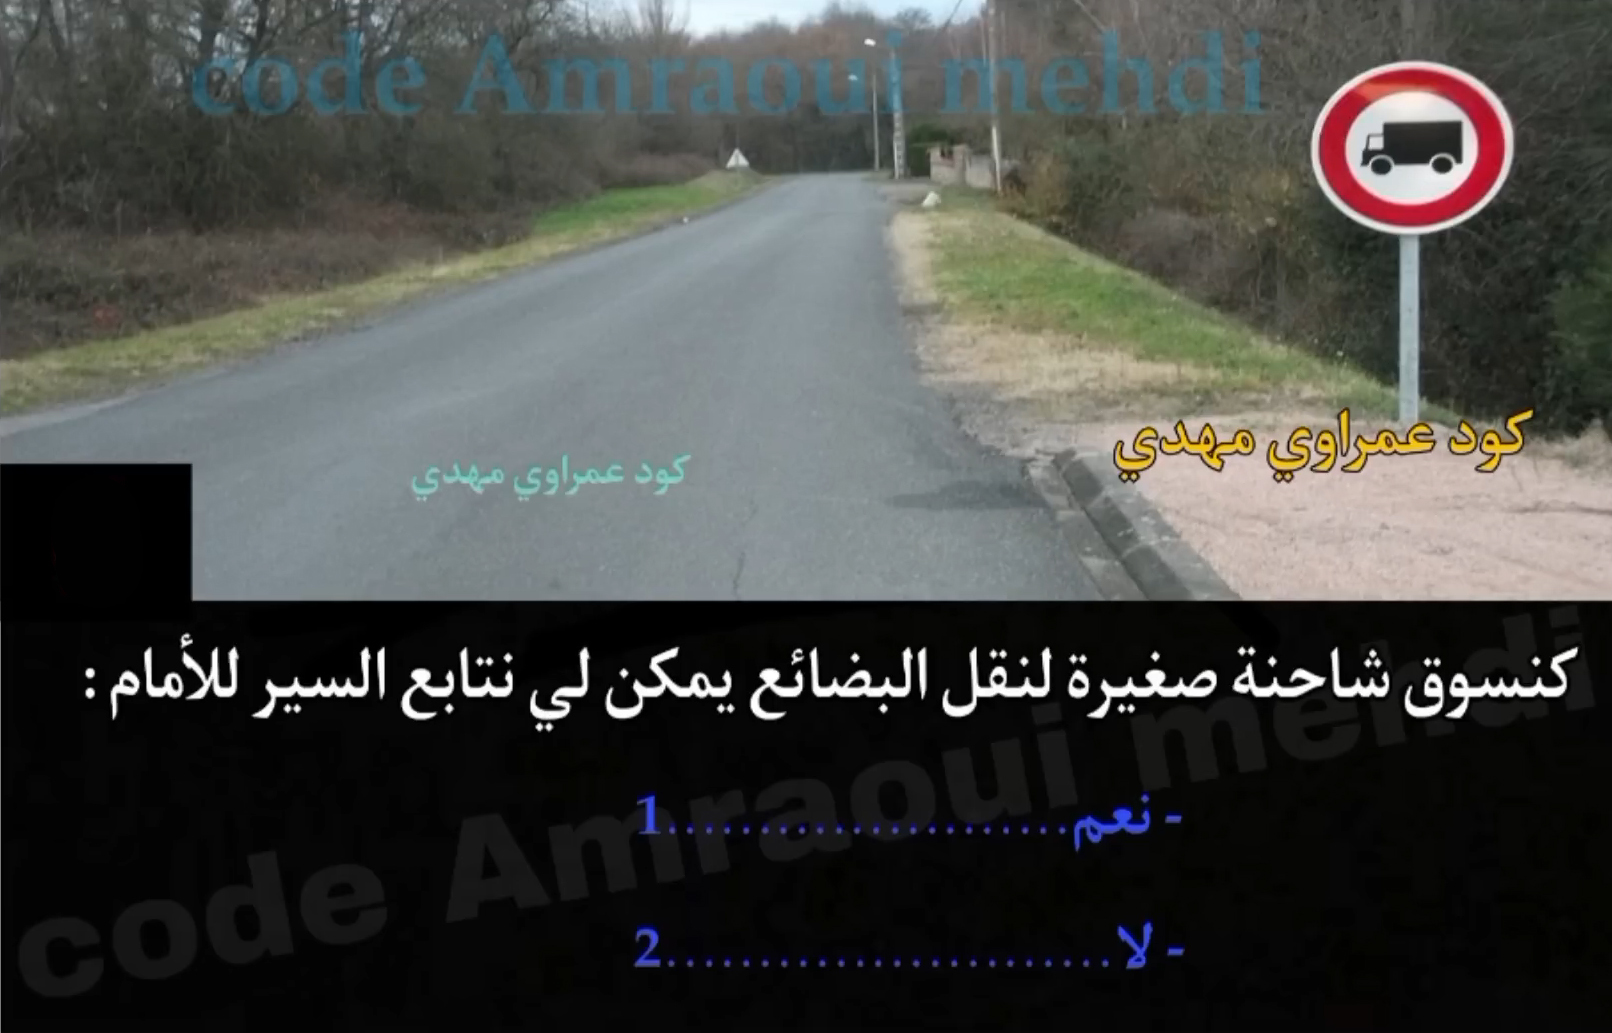 code Amraoui mehdi
كود عمراوي مهدي
كود عمراوي مهدي
كنسوق شاحنة صغيرة لنقل البضائع يمكن لي نتابع السير للأمام :
- نعم......................1
- لا........................2
code Amraoui mehdi